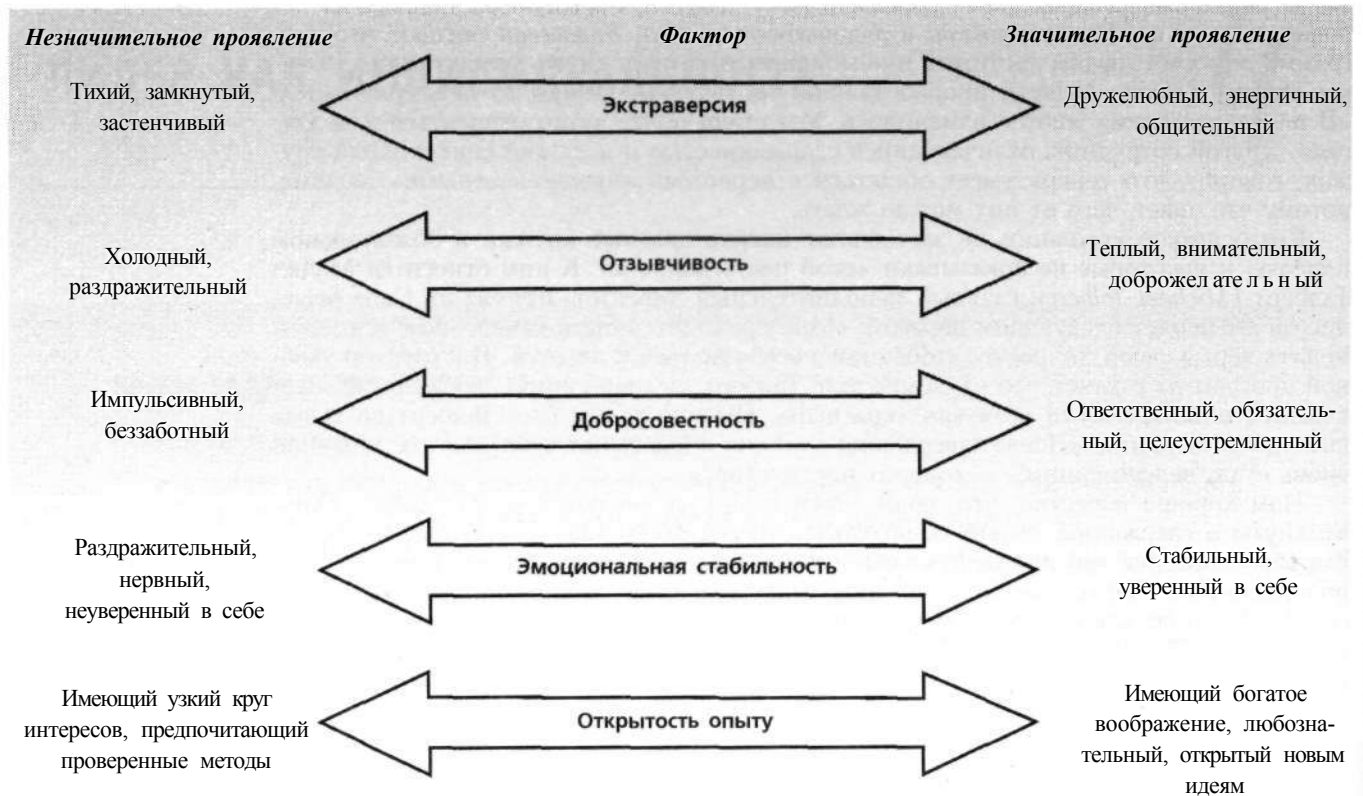 Незначительное проявление Фактор Значительное проявление
Тихий, замкнутый,
застенчивый
Экстраверсия
Дружелюбный, энергичный,
общительный
Холодный,
раздражительный
Отзывчивость
Теплый, внимательный,
доброжелательный
Импульсивный,
беззаботный
Добросовестность
Ответственный, обязатель-
ный, целеустремленный
Раздражительный,
нервный,
неуверенный в себе
Эмоциональная стабильность
Стабильный,
уверенный в себе
Имеющий узкий круг
интересов, предпочитающий
проверенные методы
Открытость опыту
Имеющий богатое
воображение, любозна-
тельный, открытый новым
идеям